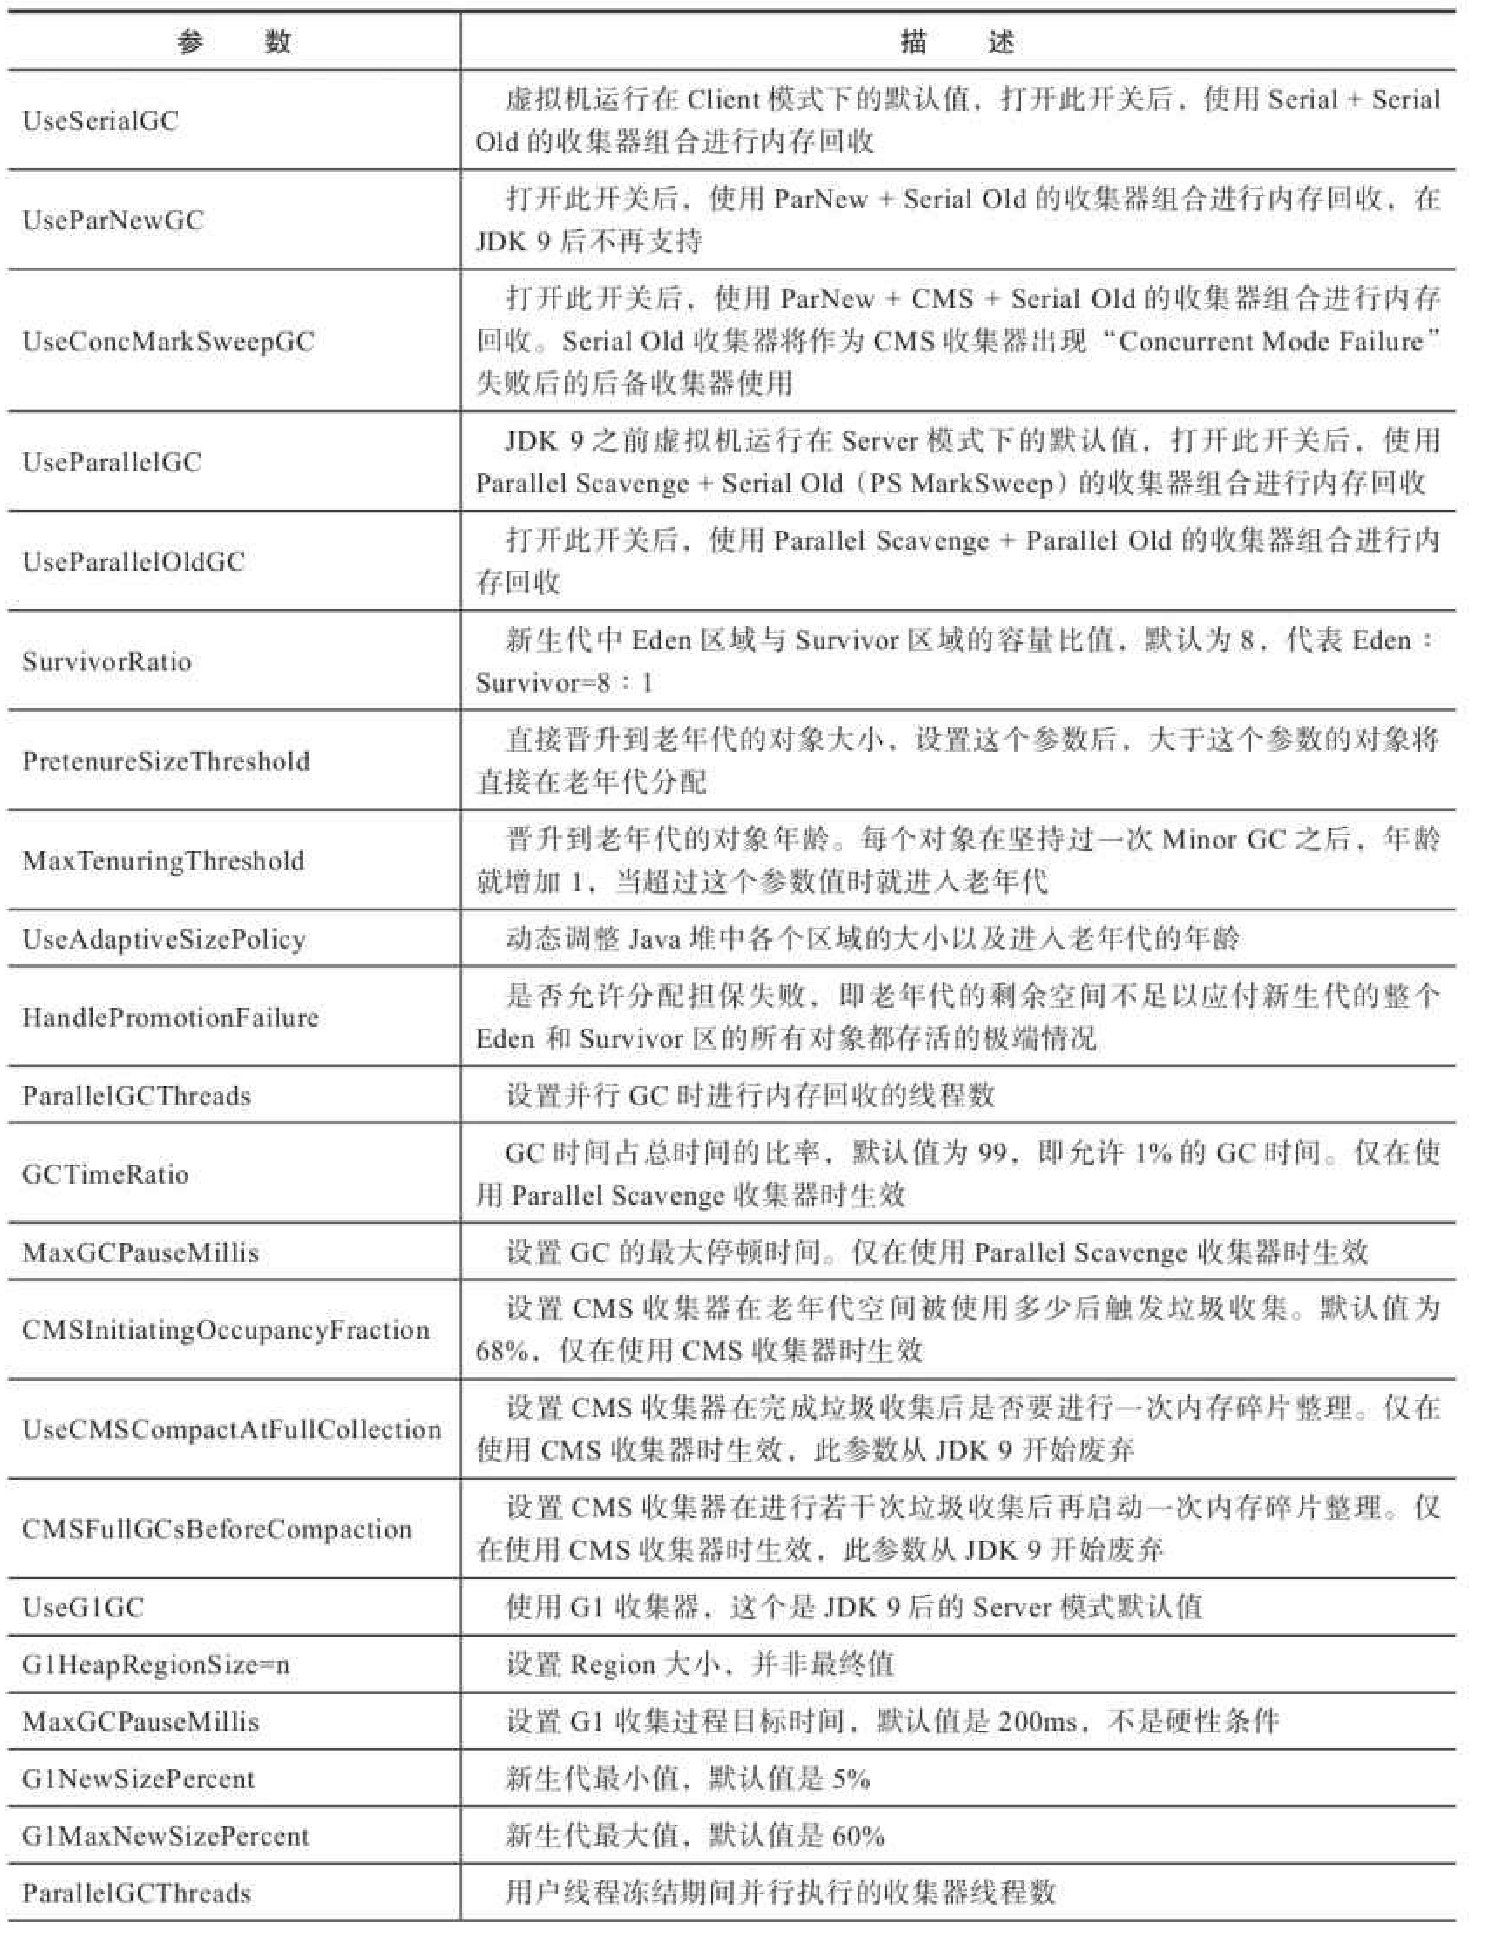 参 数 描 述
UseSerialGC
虚拟机运行在 Client 模式下的默认值，打开此开关后，使用 Serial + Serial
Old 的收集器组合进行内存回收
UseParNewGC
打开此开关后，使用 ParNew + Serial Old 的收集器组合进行内存回收，在
JDK 9 后不再支持
UseConcMarkSweepGC
打开此开关后，使用 ParNew + CMS + Serial Old 的收集器组合进行内存
回收。Serial Old 收集器将作为 CMS 收集器出现“Concurrent Mode Failure”
失败后的后备收集器使用
UseParallelGC
JDK 9 之前虚拟机运行在 Server 模式下的默认值，打开此开关后，使用
Parallel Scavenge + Serial Old（PS MarkSweep）的收集器组合进行内存回收
UseParallelOldGC
打开此开关后，使用 Parallel Scavenge + Parallel Old 的收集器组合进行内
存回收
SurvivorRatio
新生代中 Eden 区域与 Survivor 区域的容量比值，默认为 8，代表 Eden：
Survivor=8：1
PretenureSizeThreshold
直接晋升到老年代的对象大小，设置这个参数后，大于这个参数的对象将
直接在老年代分配
MaxTenuringThreshold
晋升到老年代的对象年龄。每个对象在坚持过一次 Minor GC 之后，年龄
就增加 1，当超过这个参数值时就进入老年代
UseAdaptiveSizePolicy
动态调整 Java 堆中各个区域的大小以及进入老年代的年龄
HandlePromotionFailure
是否允许分配担保失败，即老年代的剩余空间不足以应付新生代的整个
Eden 和 Survivor 区的所有对象都存活的极端情况
ParallelGCThreads
设置并行 GC 时进行内存回收的线程数
GCTimeRatio
GC 时间占总时间的比率，默认值为 99，即允许 1% 的 GC 时间。仅在使
用 Parallel Scavenge 收集器时生效
MaxGCPauseMillis
设置 GC 的最大停顿时间。仅在使用 Parallel Scavenge 收集器时生效
CMSInitiatingOccupancyFraction
设置 CMS 收集器在老年代空间被使用多少后触发垃圾收集。默认值为
68%，仅在使用 CMS 收集器时生效
UseCMSCompactAtFullCollection
设置 CMS 收集器在完成垃圾收集后是否要进行一次内存碎片整理。仅在
使用 CMS 收集器时生效，此参数从 JDK 9 开始废弃
CMSFullGCsBeforeCompaction
设置 CMS 收集器在进行若干次垃圾收集后再启动一次内存碎片整理。仅
在使用 CMS 收集器时生效，此参数从 JDK 9 开始废弃
UseG1GC
使用 G1 收集器，这个是 JDK 9 后的 Server 模式默认值
G1HeapRegionSize=n
设置 Region 大小，并非最终值
MaxGCPauseMillis
设置 G1 收集过程目标时间，默认值是 200ms，不是硬性条件
G1NewSizePercent
新生代最小值，默认值是 5%
G1MaxNewSizePercent
新生代最大值，默认值是 60%
ParallelGCThreads
用户线程冻结期间并行执行的收集器线程数